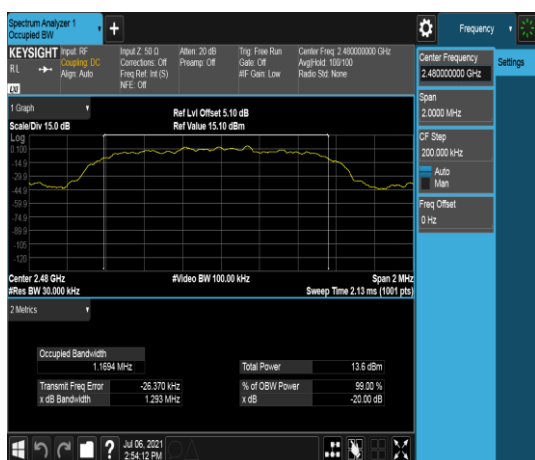 Spectrum Analyzer 1
Occupied BW
+
Frequency
KEYSIGHT
RL
LXI
Input: RF
Coupling: DC
Align: Auto
Input Z: 50 Ω
Corrections: Off
Freq Ref: Int (S)
NFE: Off
Atten: 20 dB
Preamp: Off
Trig: Free Run
Gate: Off
#IF Gain: Low
Center Freq: 2.480000000 GHz
Avg|Hold: 100/100
Radio Std: None
Center Frequency
2.480000000 GHz
Settings
Span
2.0000 MHz
CF Step
200.000 kHz
Auto
Man
Freq Offset
0 Hz
1 Graph
Scale/Div 15.0 dB
Ref Lvl Offset 5.10 dB
Ref Value 15.10 dBm
Log
0.100
-14.9
-29.9
-44.9
-59.9
-74.9
-89.9
-105
-120
Center 2.48 GHz
#Res BW 30.000 kHz
#Video BW 100.00 kHz
Span 2 MHz
Sweep Time 2.13 ms (1001 pts)
2 Metrics
Occupied Bandwidth
1.1694 MHz
Total Power 13.6 dBm
Transmit Freq Error -26.370 kHz
% of OBW Power 99.00 %
x dB Bandwidth 1.293 MHz
x dB -20.00 dB
?
Jul 06, 2021
2:54:12 PM